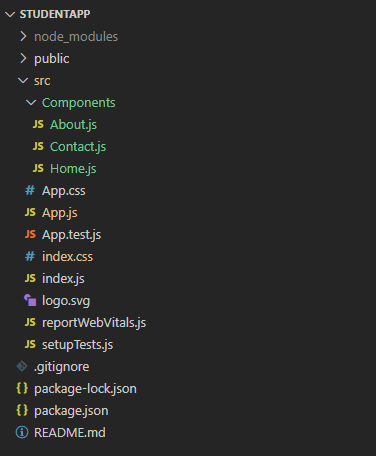 STUDENTAPP
node_modules
public
src
Components
JS About.js
JS Contact.js
JS Home.js
# App.css
JS App.js
JS App.test.js
# index.css
JS index.js
logo.svg
JS reportWebVitals.js
JS setupTests.js
.gitignore
{} package-lock.json
{} package.json
README.md